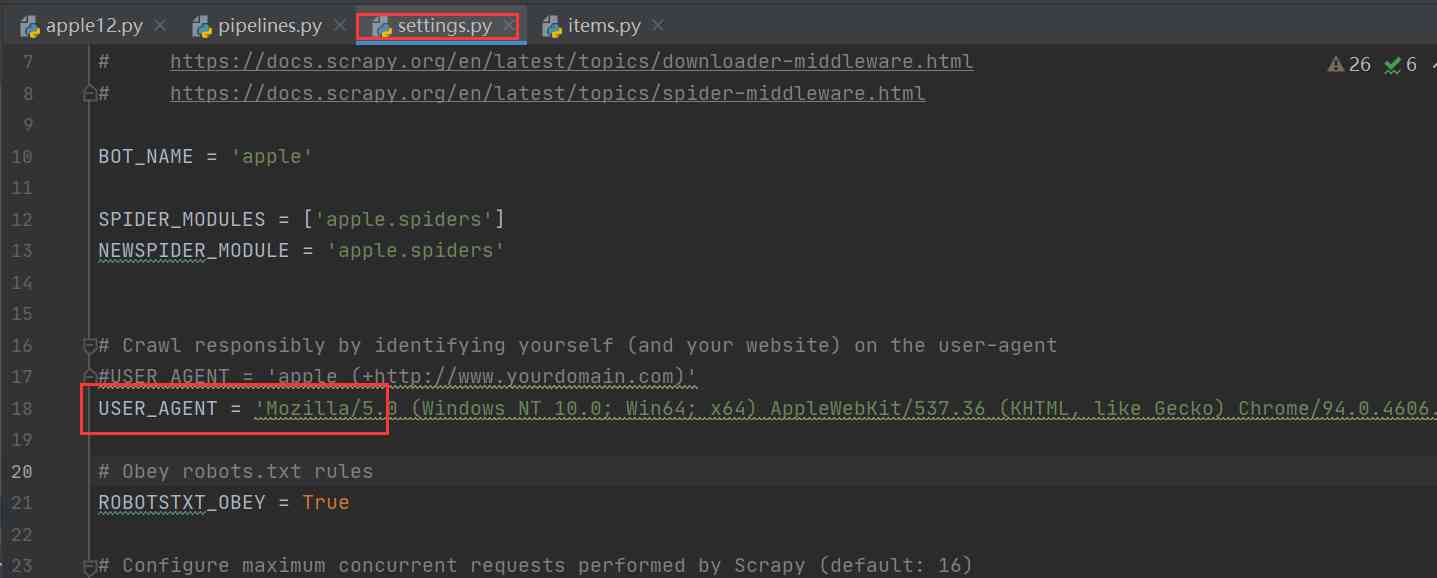 apple12.py pipelines.py settings.py items.py
7 # https://docs.scrapy.org/en/latest/topics/downloader-middleware.html 26 6
8 # https://docs.scrapy.org/en/latest/topics/spider-middleware.html
9
10 BOT_NAME = 'apple'
11
12 SPIDER_MODULES = ['apple.spiders']
13 NEWSPIDER_MODULE = 'apple.spiders'
14
15
16 # Crawl responsibly by identifying yourself (and your website) on the user-agent
17 #USER_AGENT = 'apple (+http://www.yourdomain.com)'
18 USER_AGENT = 'Mozilla/5.0 (Windows NT 10.0; Win64; x64) AppleWebKit/537.36 (KHTML, like Gecko) Chrome/94.0.4606.
19
20 # Obey robots.txt rules
21 ROBOTSTXT_OBEY = True
22
23 # Configure maximum concurrent requests performed by Scrapy (default: 16)